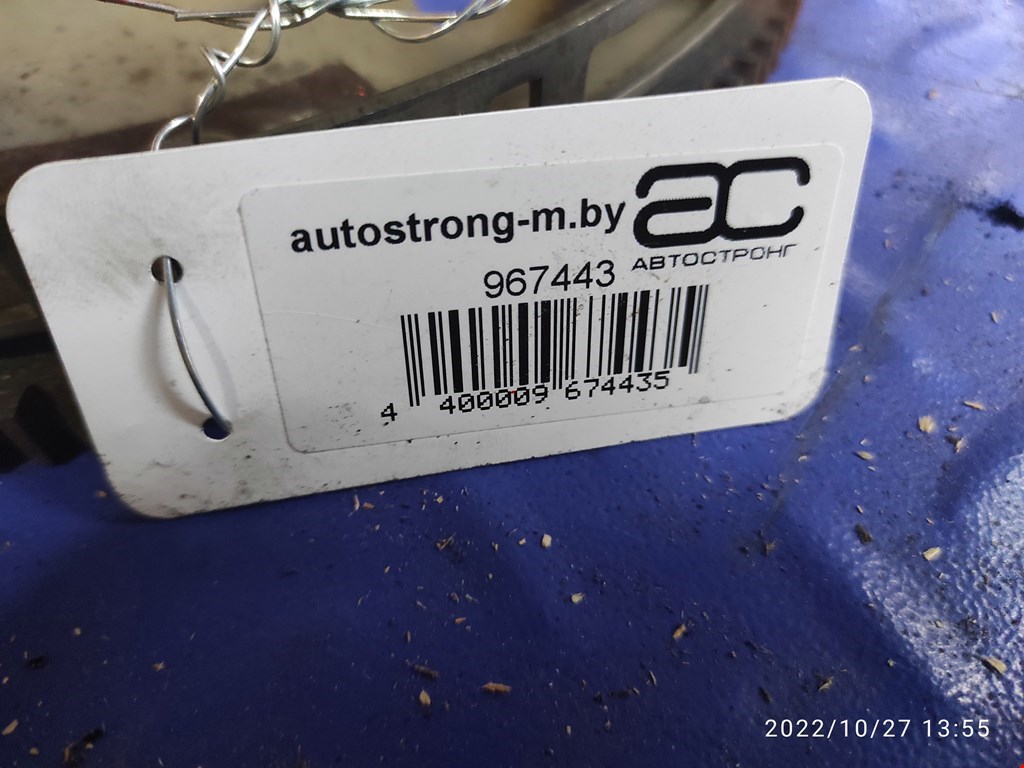 autostrong-m.by
ac
АВТОСТРОНГ
967443
4 400009 674435
2022/10/27 13:55